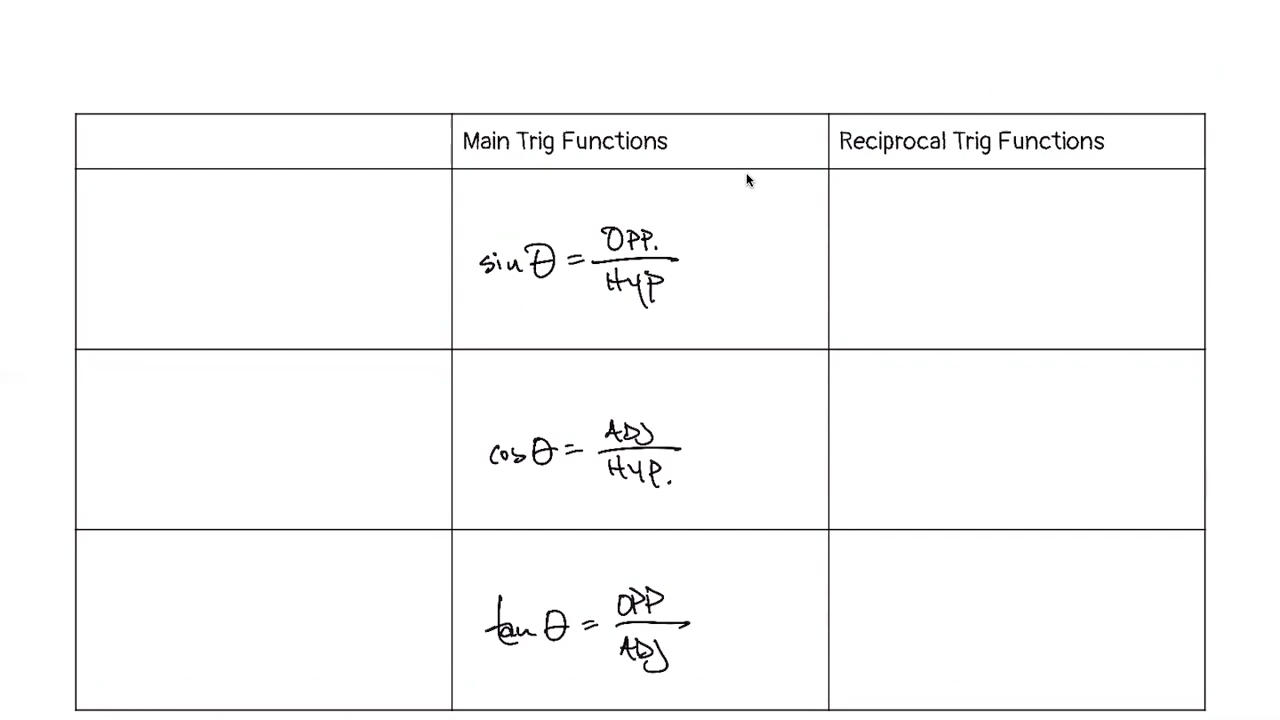 Main Trig Functions
Reciprocal Trig Functions
sin θ = OPP. / HYP
cos θ = ADJ / HYP.
tan θ = OPP / ADJ